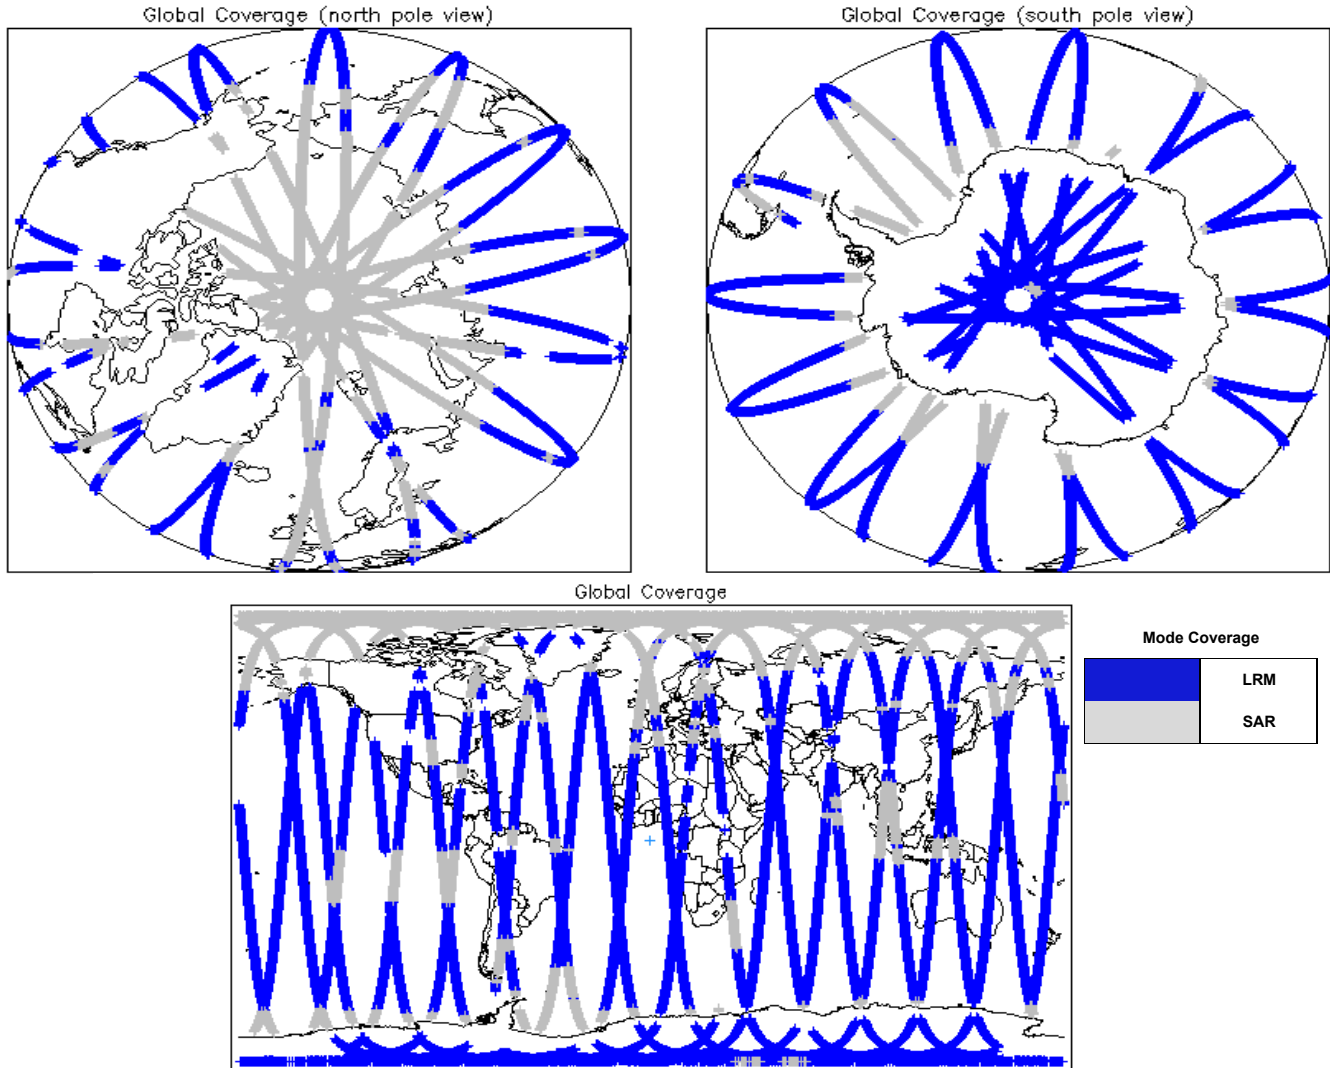 Global Coverage (north pole view)
Global Coverage (south pole view)
Global Coverage
Mode Coverage
LRM
SAR